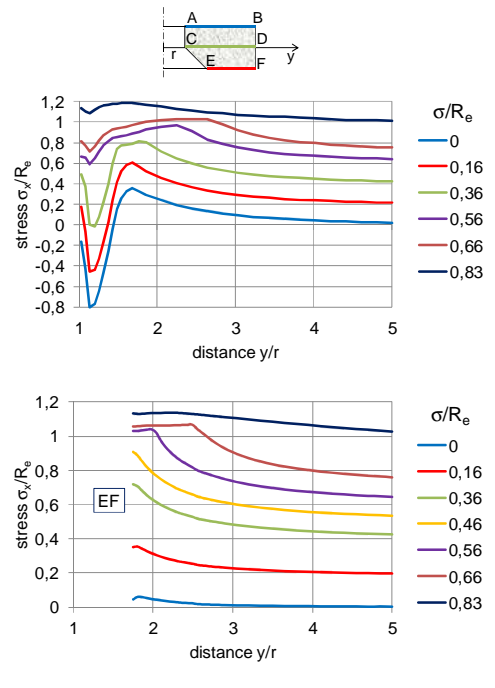 A B
C D
r y
E F
1,2
1
0,8
0,6
0,4
0,2
0
-0,2
-0,4
-0,6
-0,8
stress σx/Re
1 2 3 4 5
distance y/r
σ/Re
0
0,16
0,36
0,56
0,66
0,83
1,2
1
0,8
0,6
0,4
0,2
0
stress σx/Re
EF
1 2 3 4 5
distance y/r
σ/Re
0
0,16
0,36
0,46
0,56
0,66
0,83